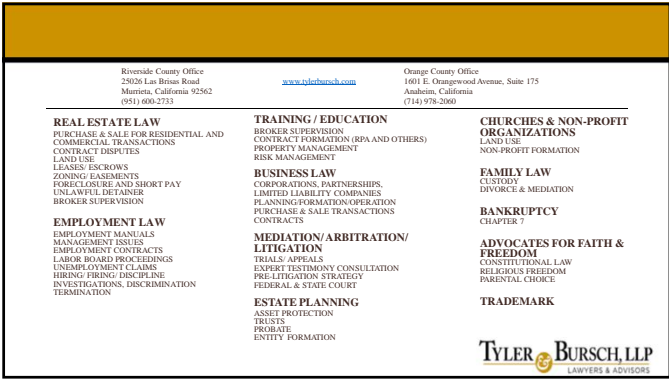 Riverside County Office
25026 Las Brisas Road
Murrieta, California 92562
(951) 600-2733
www.tylerbursch.com
Orange County Office
1601 E. Orangewood Avenue, Suite 175
Anaheim, California
(714) 978-2060
REAL ESTATE LAW
PURCHASE & SALE FOR RESIDENTIAL AND
COMMERCIAL TRANSACTIONS
CONTRACT DISPUTES
LAND USE
LEASES/ ESCROWS
ZONING/ EASEMENTS
FORECLOSURE AND SHORT PAY
UNLAWFUL DETAINER
BROKER SUPERVISION
EMPLOYMENT LAW
EMPLOYMENT MANUALS
MANAGEMENT ISSUES
EMPLOYMENT CONTRACTS
LABOR BOARD PROCEEDINGS
UNEMPLOYMENT CLAIMS
HIRING/ FIRING/ DISCIPLINE
INVESTIGATIONS, DISCRIMINATION
TERMINATION
TRAINING / EDUCATION
BROKER SUPERVISION
CONTRACT FORMATION (RPA AND OTHERS)
PROPERTY MANAGEMENT
RISK MANAGEMENT
BUSINESS LAW
CORPORATIONS, PARTNERSHIPS,
LIMITED LIABILITY COMPANIES
PLANNING/FORMATION/OPERATION
PURCHASE & SALE TRANSACTIONS
CONTRACTS
MEDIATION/ ARBITRATION/
LITIGATION
TRIALS/ APPEALS
EXPERT TESTIMONY CONSULTATION
PRE-LITIGATION STRATEGY
FEDERAL & STATE COURT
ESTATE PLANNING
ASSET PROTECTION
TRUSTS
PROBATE
ENTITY FORMATION
CHURCHES & NON-PROFIT
ORGANIZATIONS
LAND USE
NON-PROFIT FORMATION
FAMILY LAW
CUSTODY
DIVORCE & MEDIATION
BANKRUPTCY
CHAPTER 7
ADVOCATES FOR FAITH &
FREEDOM
CONSTITUTIONAL LAW
RELIGIOUS FREEDOM
PARENTAL CHOICE
TRADEMARK
TYLER & BURSCH, LLP
LAWYERS & ADVISORS